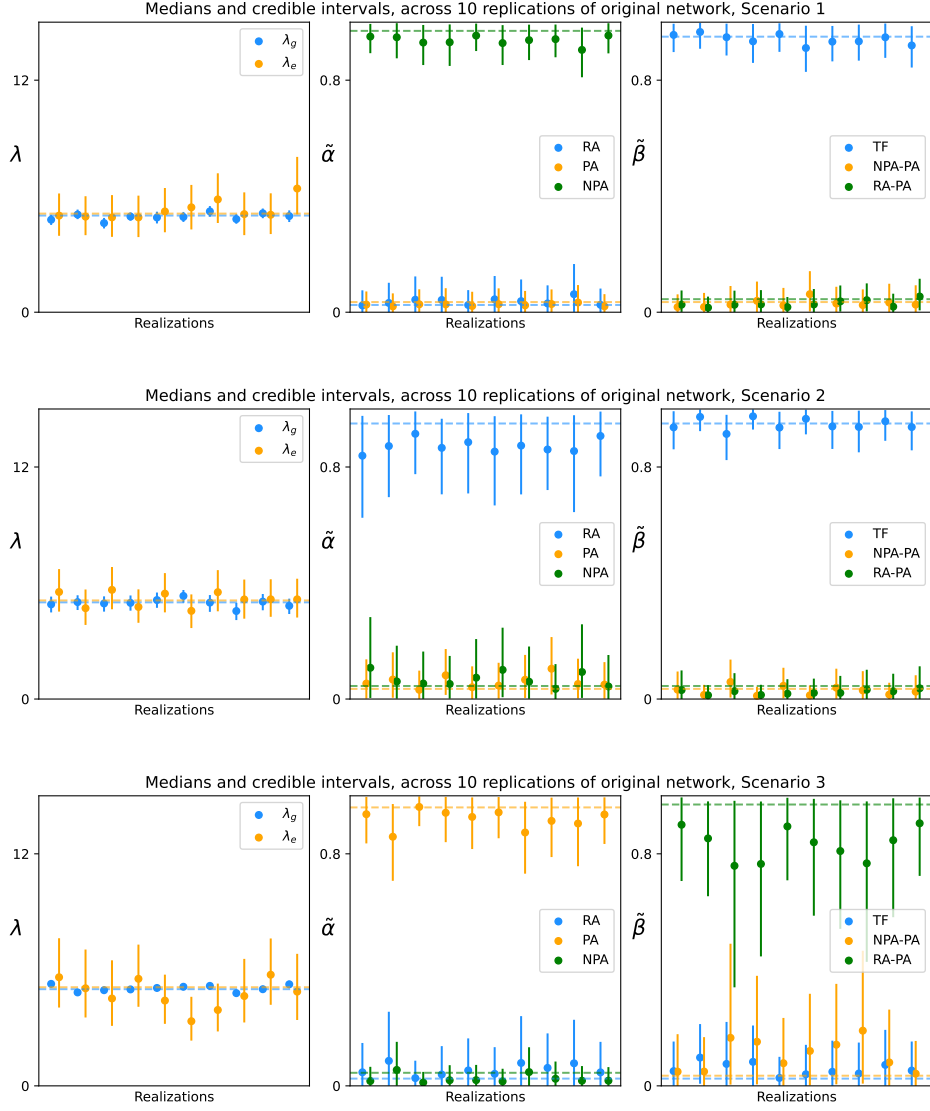 Medians and credible intervals, across 10 replications of original network, Scenario 1
12
λ
0
λg
λe
Realizations
0.8
α̃
0
RA
PA
NPA
Realizations
0.8
β̃
0
TF
NPA-PA
RA-PA
Realizations
Medians and credible intervals, across 10 replications of original network, Scenario 2
12
λ
0
λg
λe
Realizations
0.8
α̃
0
RA
PA
NPA
Realizations
0.8
β̃
0
TF
NPA-PA
RA-PA
Realizations
Medians and credible intervals, across 10 replications of original network, Scenario 3
12
λ
0
λg
λe
Realizations
0.8
α̃
0
RA
PA
NPA
Realizations
0.8
β̃
0
TF
NPA-PA
RA-PA
Realizations